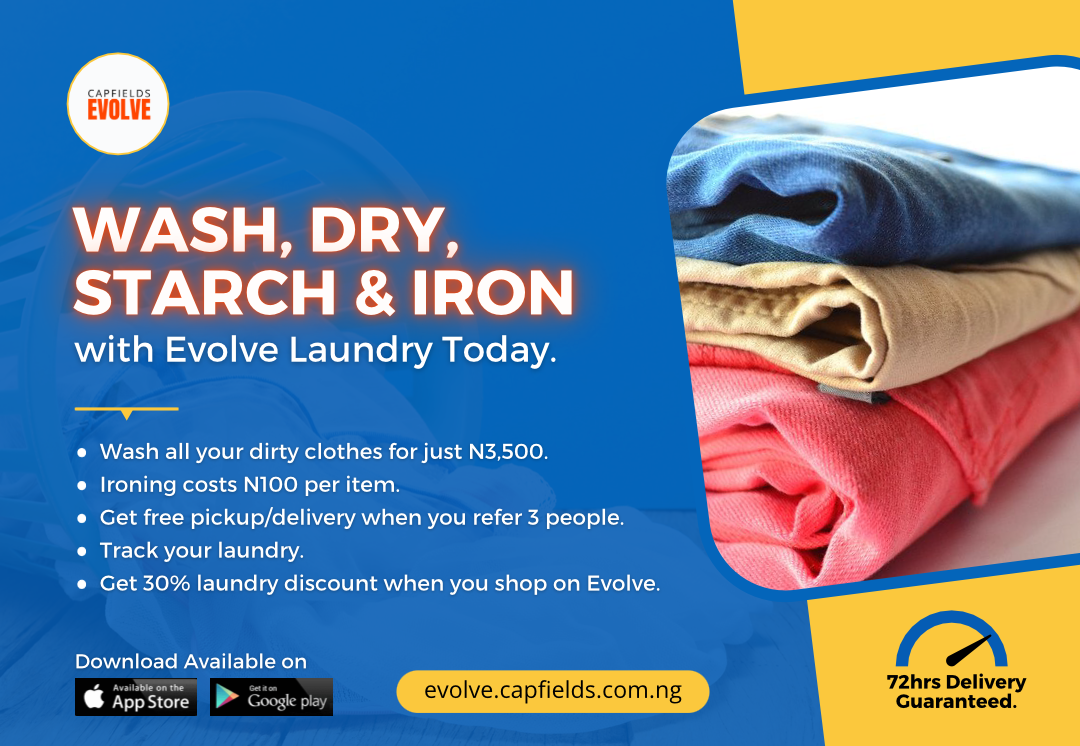 CAPFIELDS
EVOLVE
WASH, DRY,
STARCH & IRON
with Evolve Laundry Today.
• Wash all your dirty clothes for just N3,500.
• Ironing costs N100 per item.
• Get free pickup/delivery when you refer 3 people.
• Track your laundry.
• Get 30% laundry discount when you shop on Evolve.
Download Available on
Available on the
App Store
Get it on
Google play
evolve.capfields.com.ng
72hrs Delivery
Guaranteed.